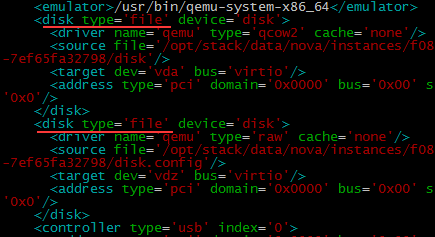 <emulator>/usr/bin/qemu-system-x86_64</emulator>
<disk type='file' device='disk'>
<driver name='qemu' type='qcow2' cache='none'/>
<source file='/opt/stack/data/nova/instances/f08
-7ef65fa32798/disk'/>
<target dev='vda' bus='virtio'/>
<address type='pci' domain='0x0000' bus='0x00' s
'0x0'/>
</disk>
<disk type='file' device='disk'>
<driver name='qemu' type='raw' cache='none'/>
<source file='/opt/stack/data/nova/instances/f08
-7ef65fa32798/disk.config'/>
<target dev='vdz' bus='virtio'/>
<address type='pci' domain='0x0000' bus='0x00' s
'0x0'/>
</disk>
<controller type='usb' index='0'>